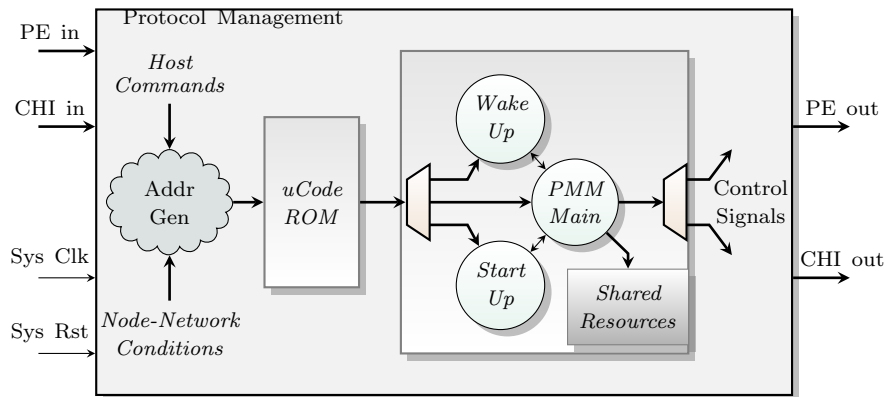 Protocol Management
PE in
CHI in
Sys Clk
Sys Rst
Host
Commands
Addr
Gen
Node-Network
Conditions
uCode
ROM
Wake
Up
PMM
Main
Start
Up
Shared
Resources
Control
Signals
PE out
CHI out